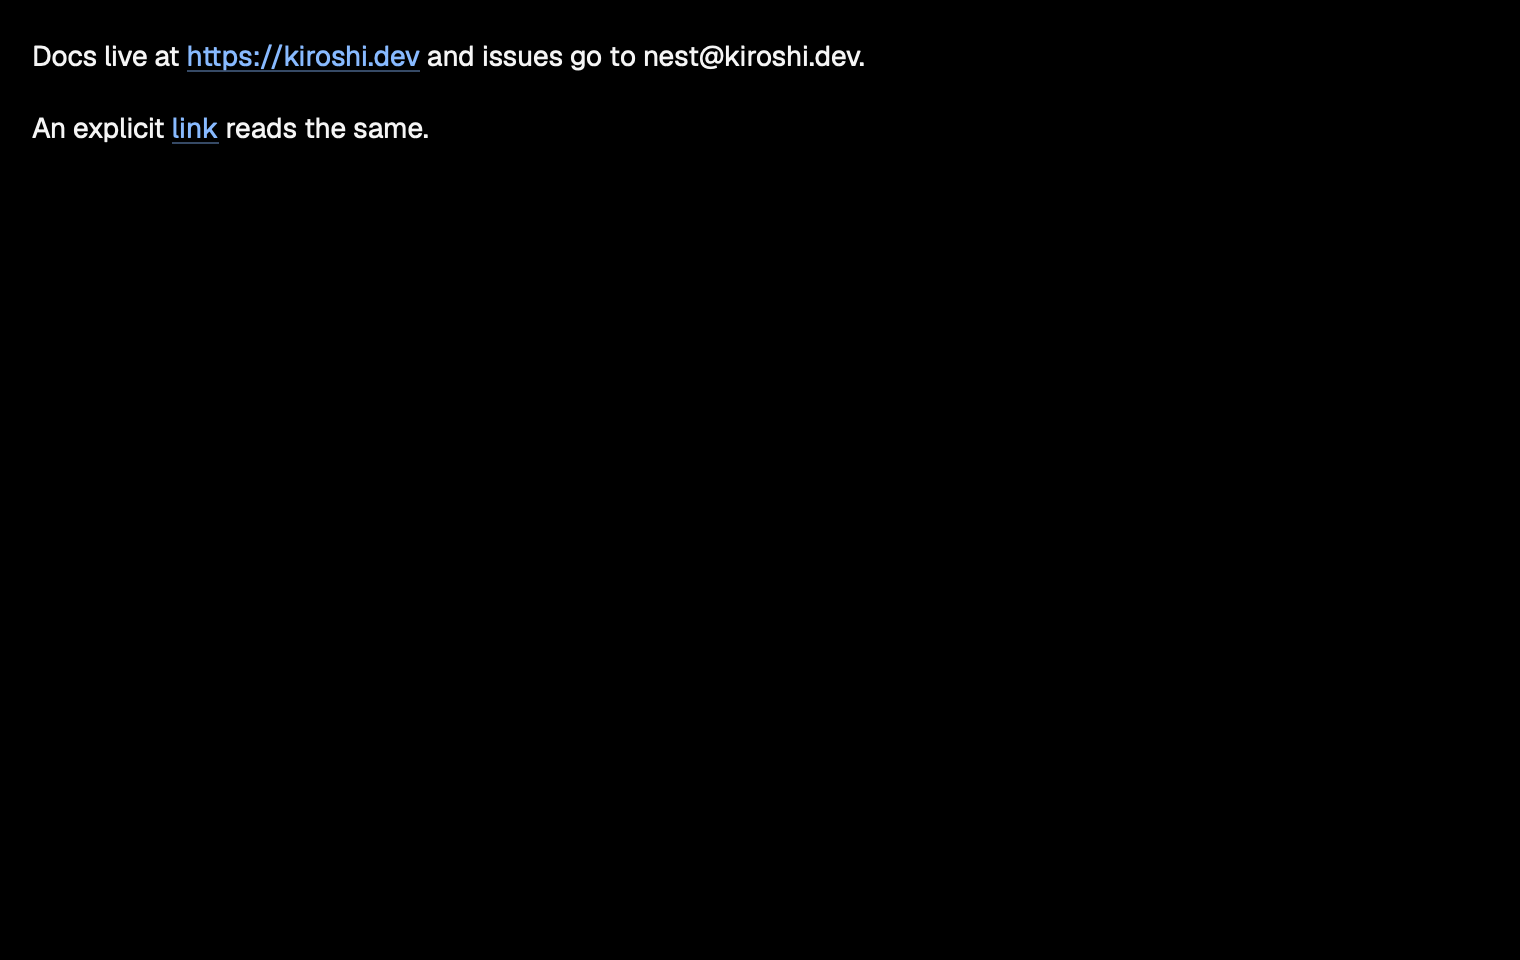 Docs live at https://kiroshi.dev and issues go to nest@kiroshi.dev.
An explicit link reads the same.